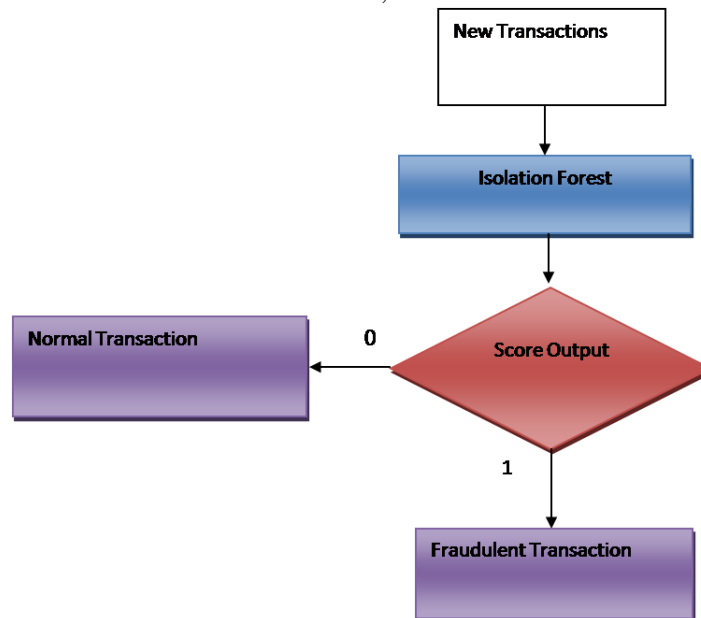 New Transactions
Isolation Forest
Score Output
0
Normal Transaction
1
Fraudulent Transaction